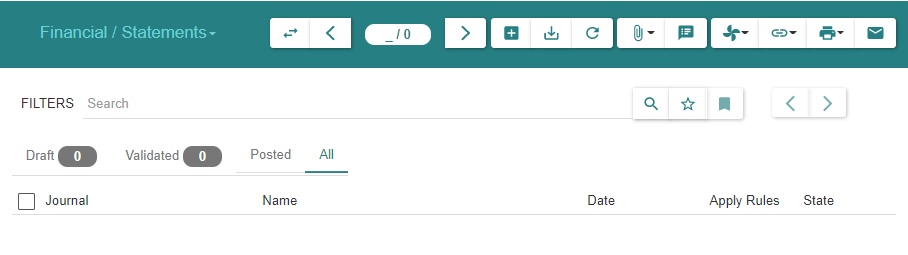 Financial / Statements
_ / 0
FILTERS Search
Draft 0 Validated 0 Posted All
Journal Name Date Apply Rules State